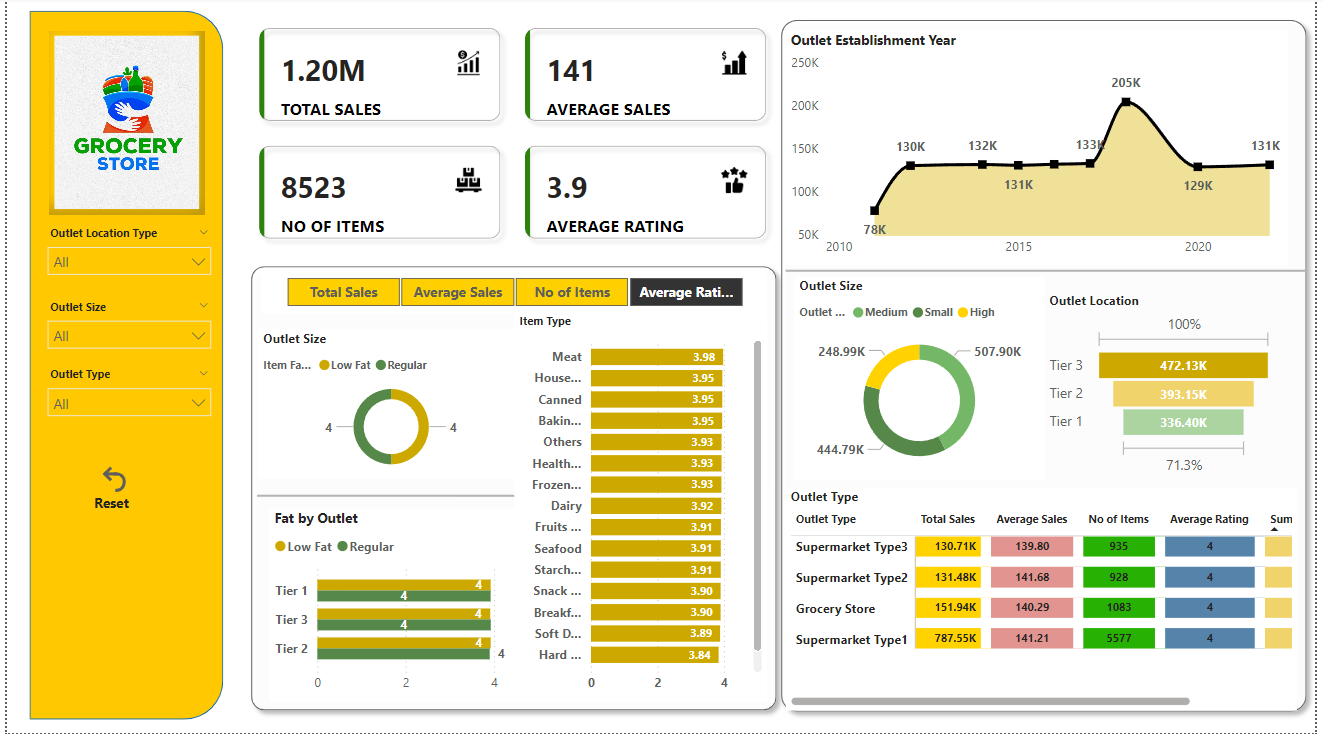 GROCERY
STORE
Outlet Location Type
All
Outlet Size
All
Outlet Type
All
Reset
1.20M
TOTAL SALES
141
AVERAGE SALES
8523
NO OF ITEMS
3.9
AVERAGE RATING
Total Sales Average Sales No of Items Average Rati...
Outlet Size
Item Fa... Low Fat Regular
4 4
Fat by Outlet
Low Fat Regular
Tier 1 4 4
Tier 3 4 4
Tier 2 4 4
0 2 4
Item Type
Meat 3.98
House... 3.95
Canned 3.95
Bakin... 3.95
Others 3.93
Health... 3.93
Frozen... 3.93
Dairy 3.92
Fruits ... 3.91
Seafood 3.91
Starch... 3.91
Snack ... 3.90
Breakf... 3.90
Soft D... 3.89
Hard ... 3.84
0 2 4
Outlet Establishment Year
250K
200K
150K
100K
50K
78K 130K 132K 131K 133K 205K 129K 131K
2010 2015 2020
Outlet Size
Outlet ... Medium Small High
248.99K 507.90K
444.79K
Outlet Location
100%
Tier 3 472.13K
Tier 2 393.15K
Tier 1 336.40K
71.3%
Outlet Type
Outlet Type Total Sales Average Sales No of Items Average Rating Sum
Supermarket Type3 130.71K 139.80 935 4
Supermarket Type2 131.48K 141.68 928 4
Grocery Store 151.94K 140.29 1083 4
Supermarket Type1 787.55K 141.21 5577 4